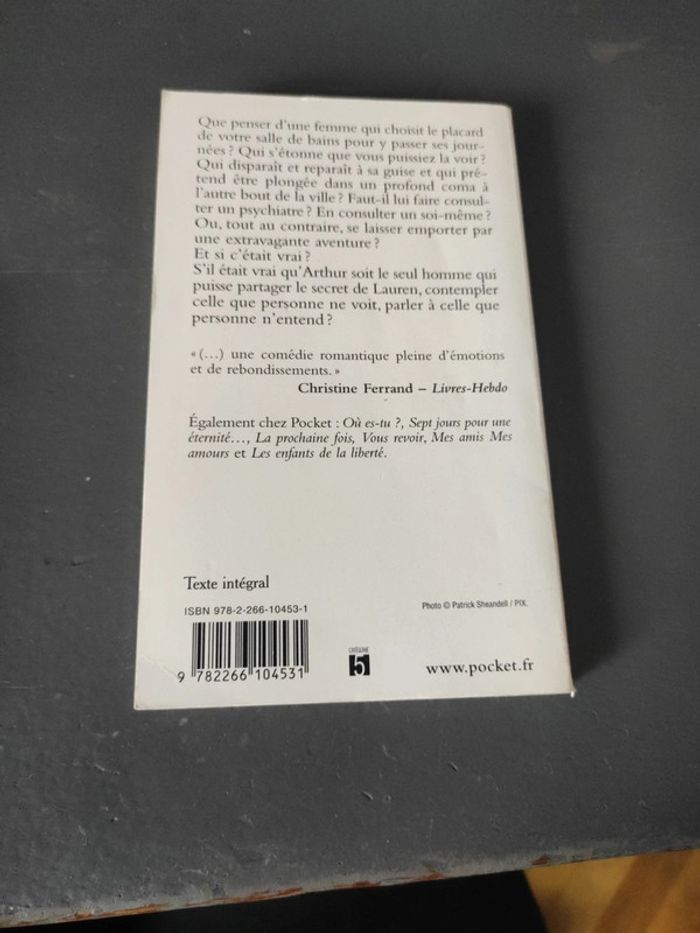 Que penser d'une femme qui choisit le placard
de votre salle de bains pour y passer ses jour-
nées ? Qui s'étonne que vous puissiez la voir ?
Qui disparaît et reparaît à sa guise et qui pré-
tend être plongée dans un profond coma à
l'autre bout de la ville ? Faut-il lui faire consul-
ter un psychiatre ? En consulter un soi-même ?
Ou, tout au contraire, se laisser emporter par
une extravagante aventure ?
Et si c'était vrai ?
S'il était vrai qu'Arthur soit le seul homme qui
puisse partager le secret de Lauren, contempler
celle que personne ne voit, parler à celle que
personne n'entend ?
« (…) une comédie romantique pleine d'émotions
et de rebondissements. »
Christine Ferrand – Livres-Hebdo
Également chez Pocket : Où es-tu ?, Sept jours pour une
éternité…, La prochaine fois, Vous revoir, Mes amis Mes
amours et Les enfants de la liberté.
Texte intégral
ISBN 978-2-266-10453-1
Photo © Patrick Sheandell / PIX.
9 782266 104531
CATÉGORIE
5
www.pocket.fr